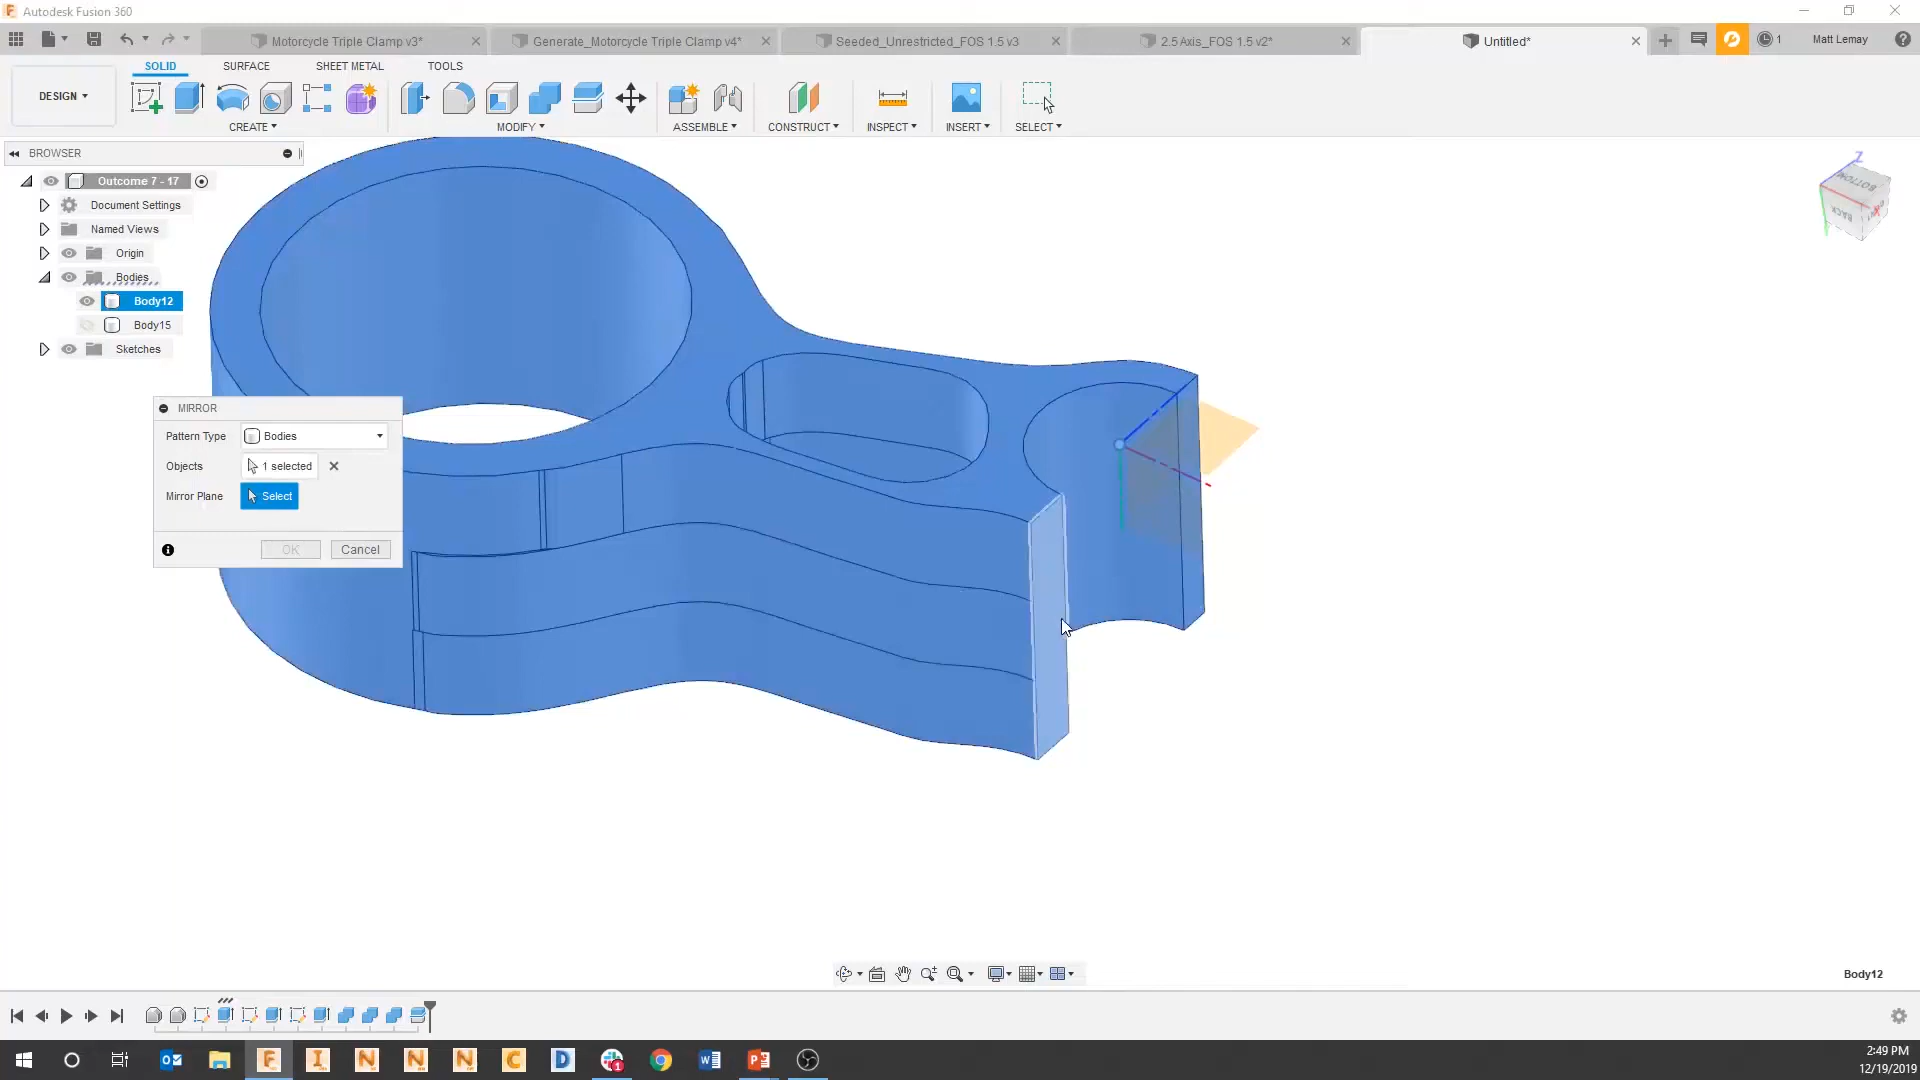 Autodesk Fusion 360
Motorcycle Triple Clamp v3*
Generate_Motorcycle Triple Clamp v4*
Seeded_Unrestricted_FOS 1.5 v3
2.5 Axis_FOS 1.5 v2*
Untitled*
1
Matt Lemay
SOLID
SURFACE
SHEET METAL
TOOLS
DESIGN
CREATE
MODIFY
ASSEMBLE
CONSTRUCT
INSPECT
INSERT
SELECT
BROWSER
Outcome 7 - 17
Document Settings
Named Views
Origin
Bodies
Body12
Body15
Sketches
Z
BOTTOM
BACK
X
MIRROR
Pattern Type
Bodies
Objects
1 selected
Mirror Plane
Select
OK
Cancel
Body12
2:49 PM
12/19/2019